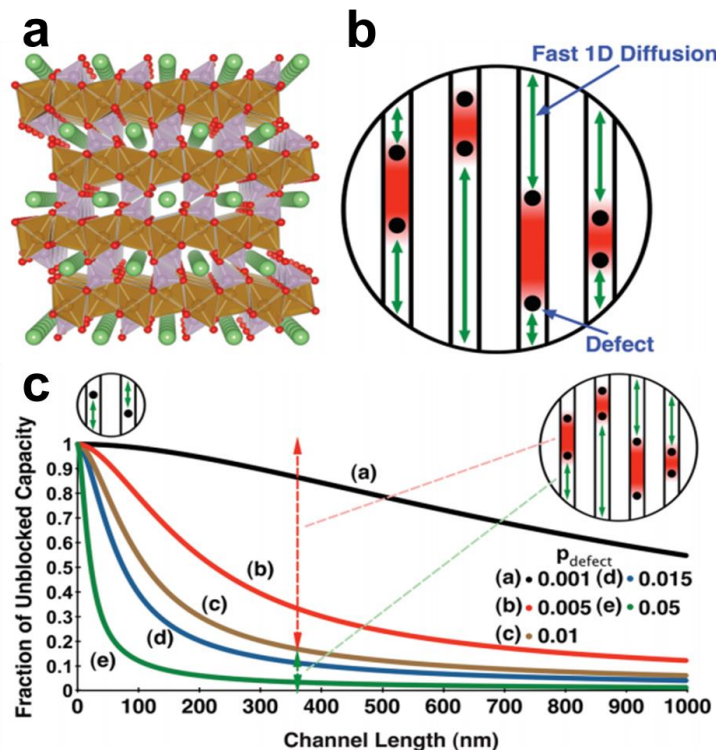 a
b
Fast 1D Diffusion
Defect
c
Fraction of Unblocked Capacity
1
0.9
0.8
0.7
0.6
0.5
0.4
0.3
0.2
0.1
0
(a)
(b)
(c)
(d)
(e)
p_defect
(a) 0.001 (d) 0.015
(b) 0.005 (e) 0.05
(c) 0.01
0 100 200 300 400 500 600 700 800 900 1000
Channel Length (nm)